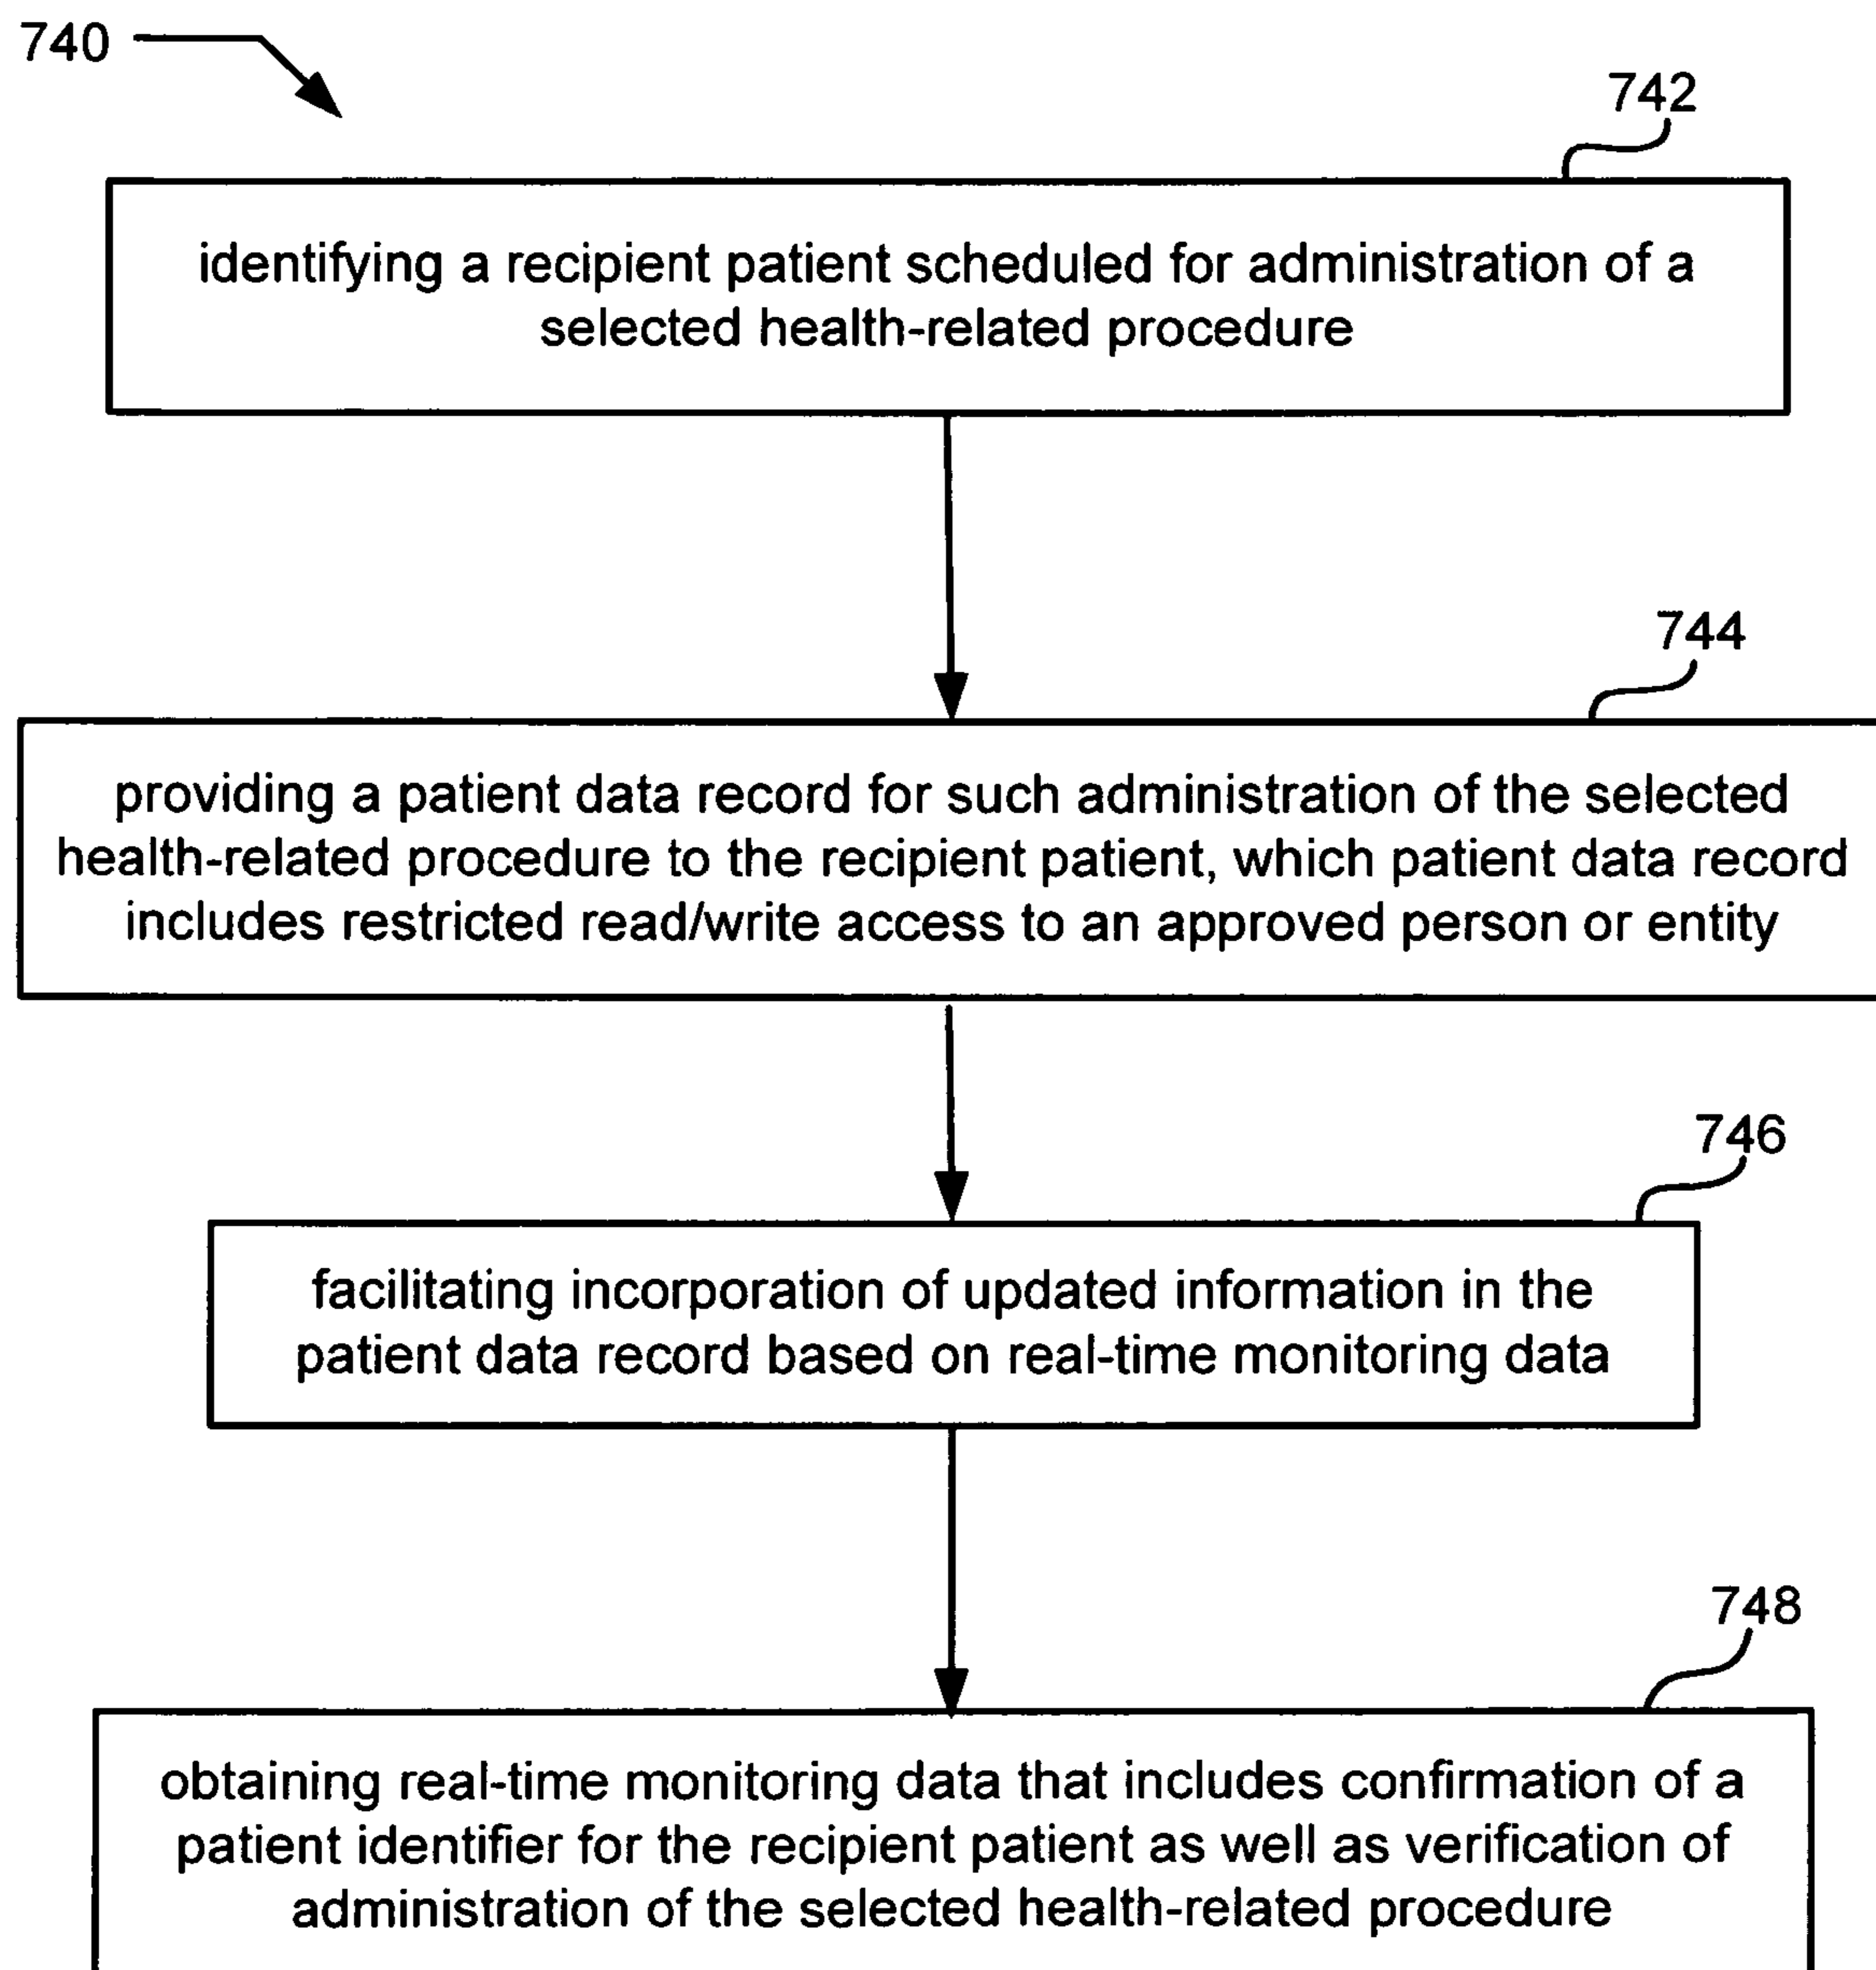 740
742
identifying a recipient patient scheduled for administration of a
selected health-related procedure
744
providing a patient data record for such administration of the selected
health-related procedure to the recipient patient, which patient data record
includes restricted read/write access to an approved person or entity
746
facilitating incorporation of updated information in the
patient data record based on real-time monitoring data
748
obtaining real-time monitoring data that includes confirmation of a
patient identifier for the recipient patient as well as verification of
administration of the selected health-related procedure